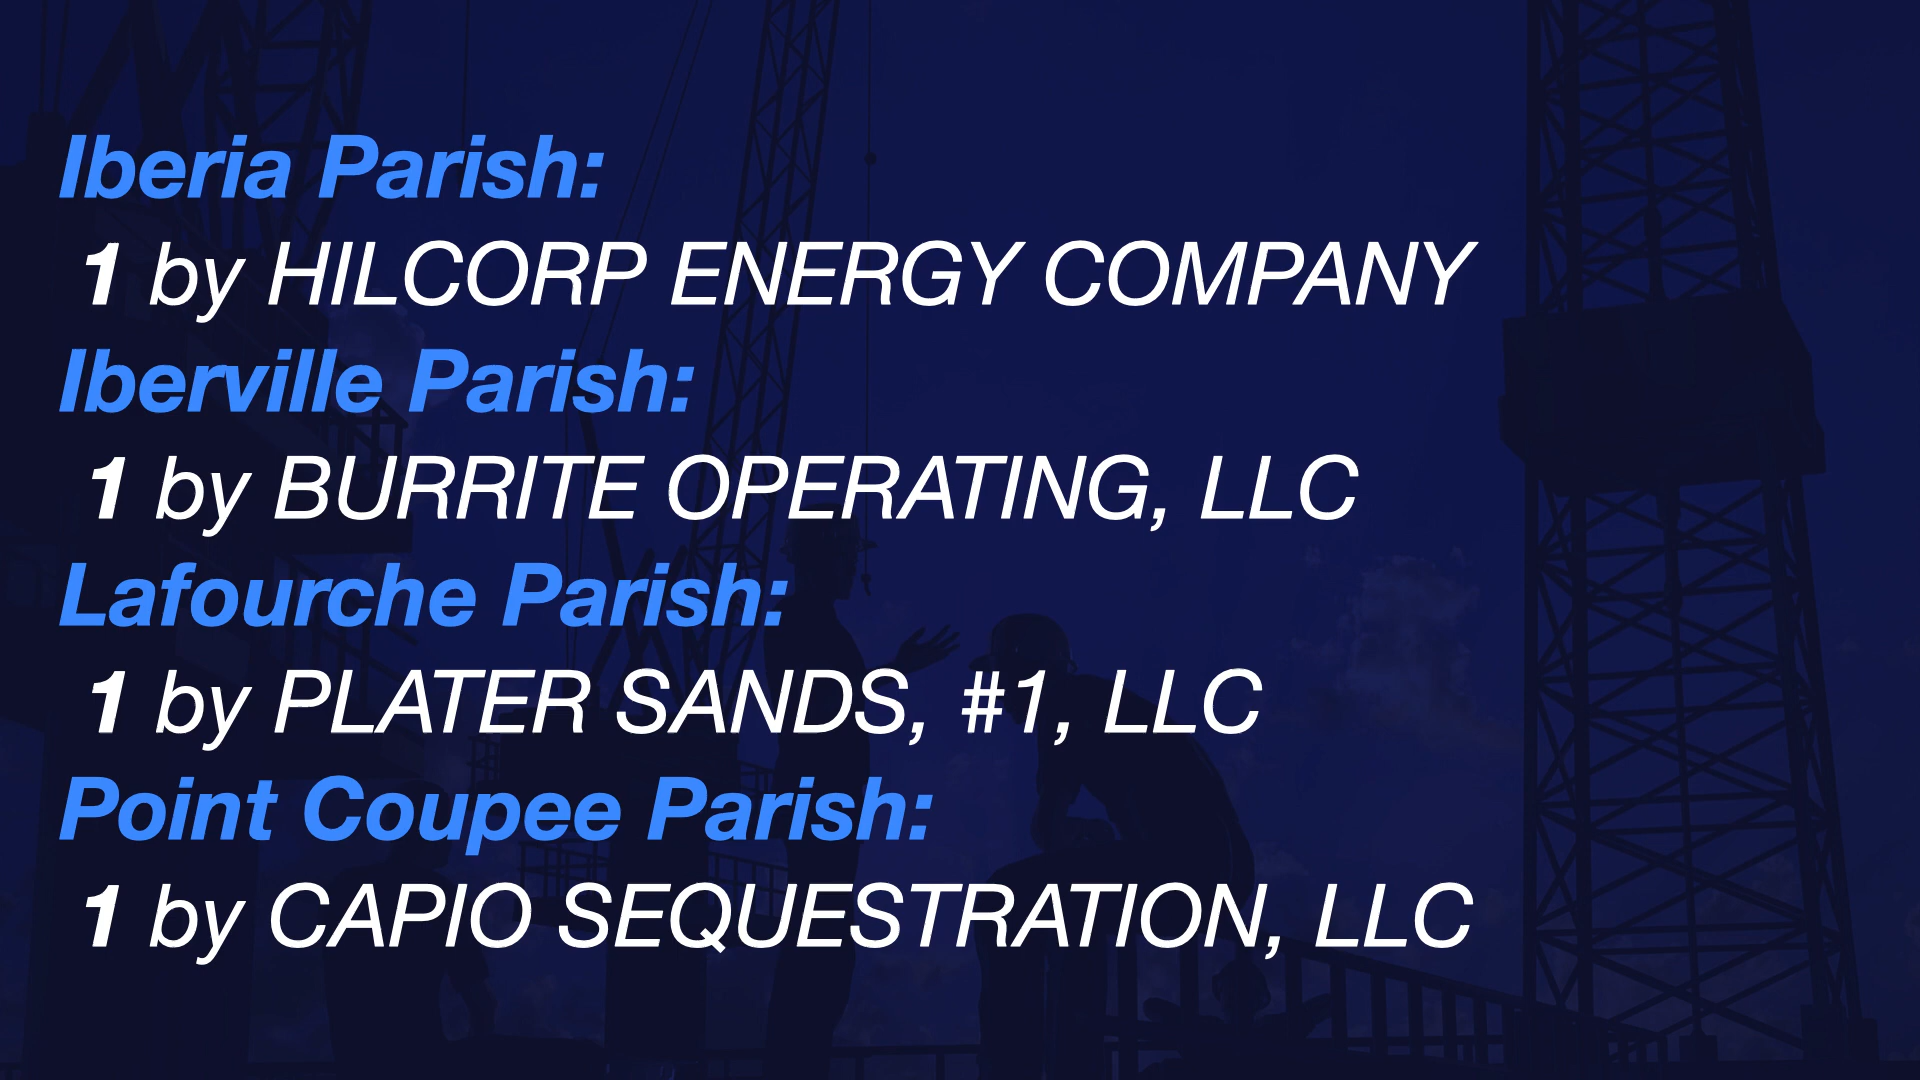 Iberia Parish:
1 by HILCORP ENERGY COMPANY
Iberville Parish:
1 by BURRITE OPERATING, LLC
Lafourche Parish:
1 by PLATER SANDS, #1, LLC
Point Coupee Parish:
1 by CAPIO SEQUESTRATION, LLC